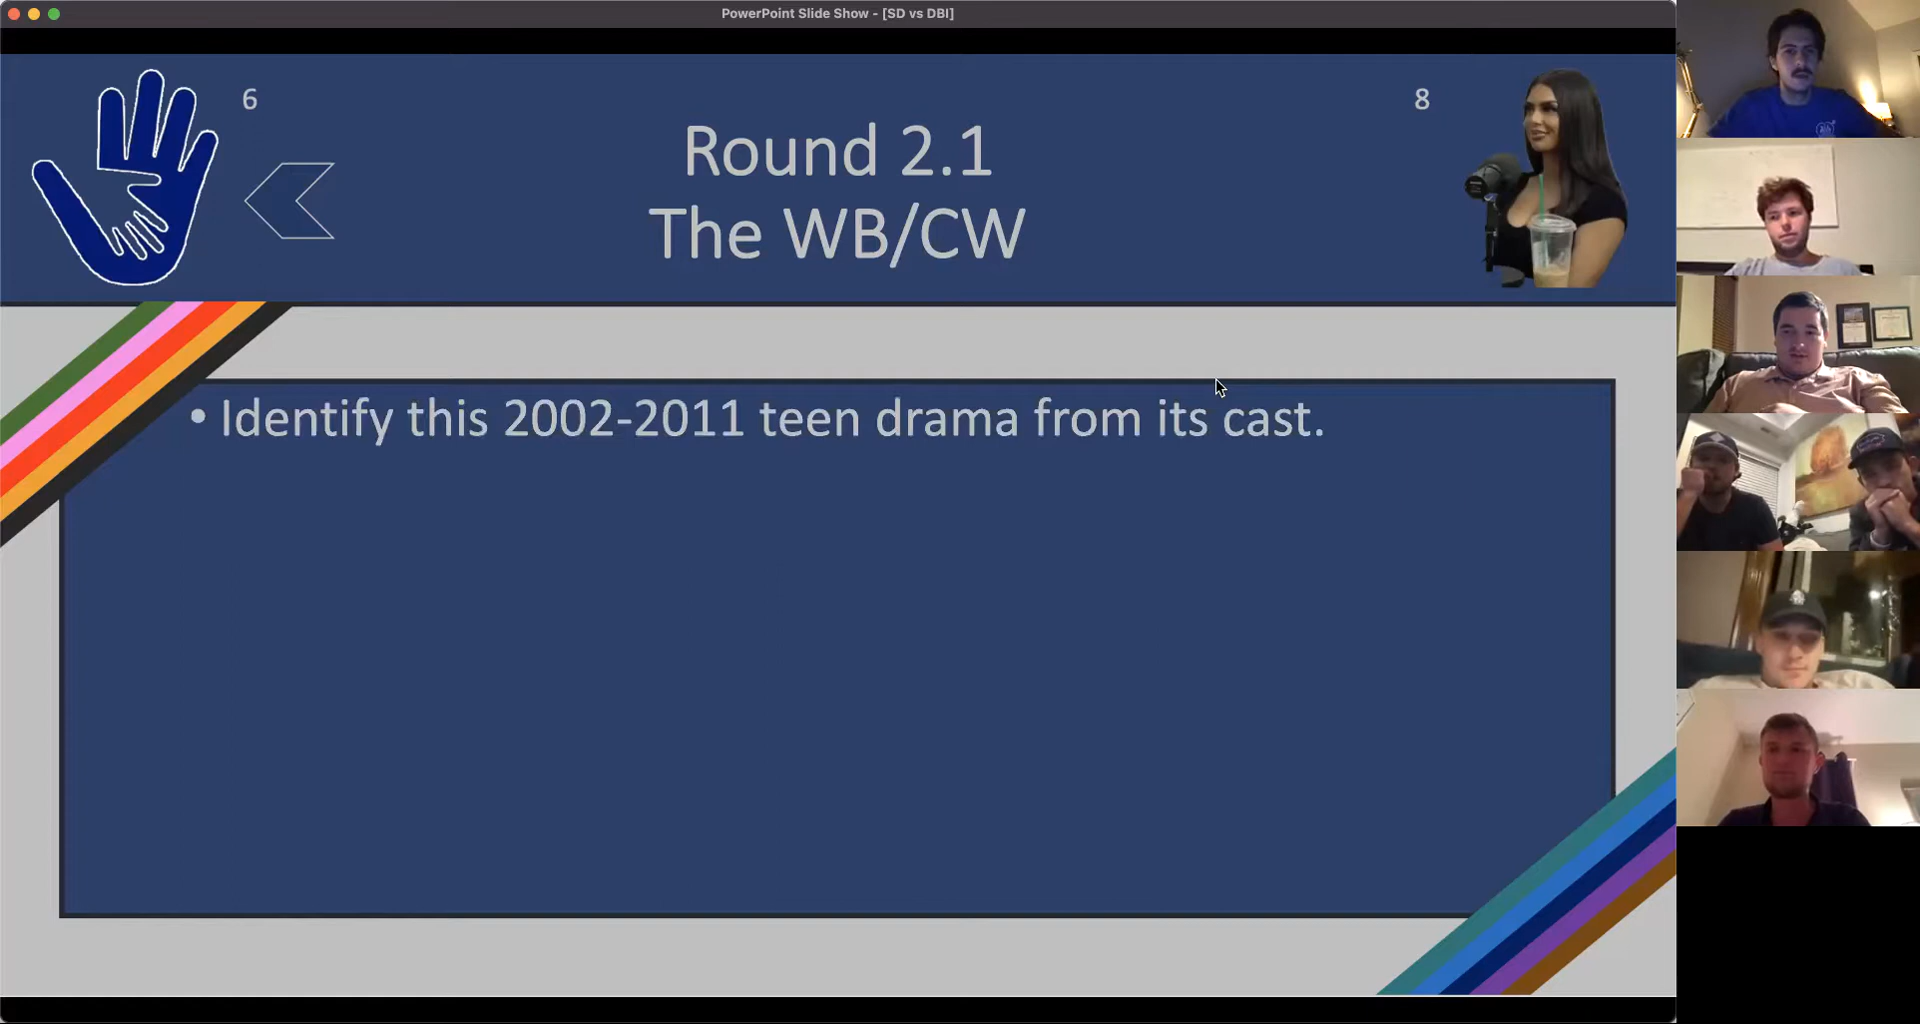 PowerPoint Slide Show - [SD vs DBI]
6
8
Round 2.1
The WB/CW
• Identify this 2002-2011 teen drama from its cast.